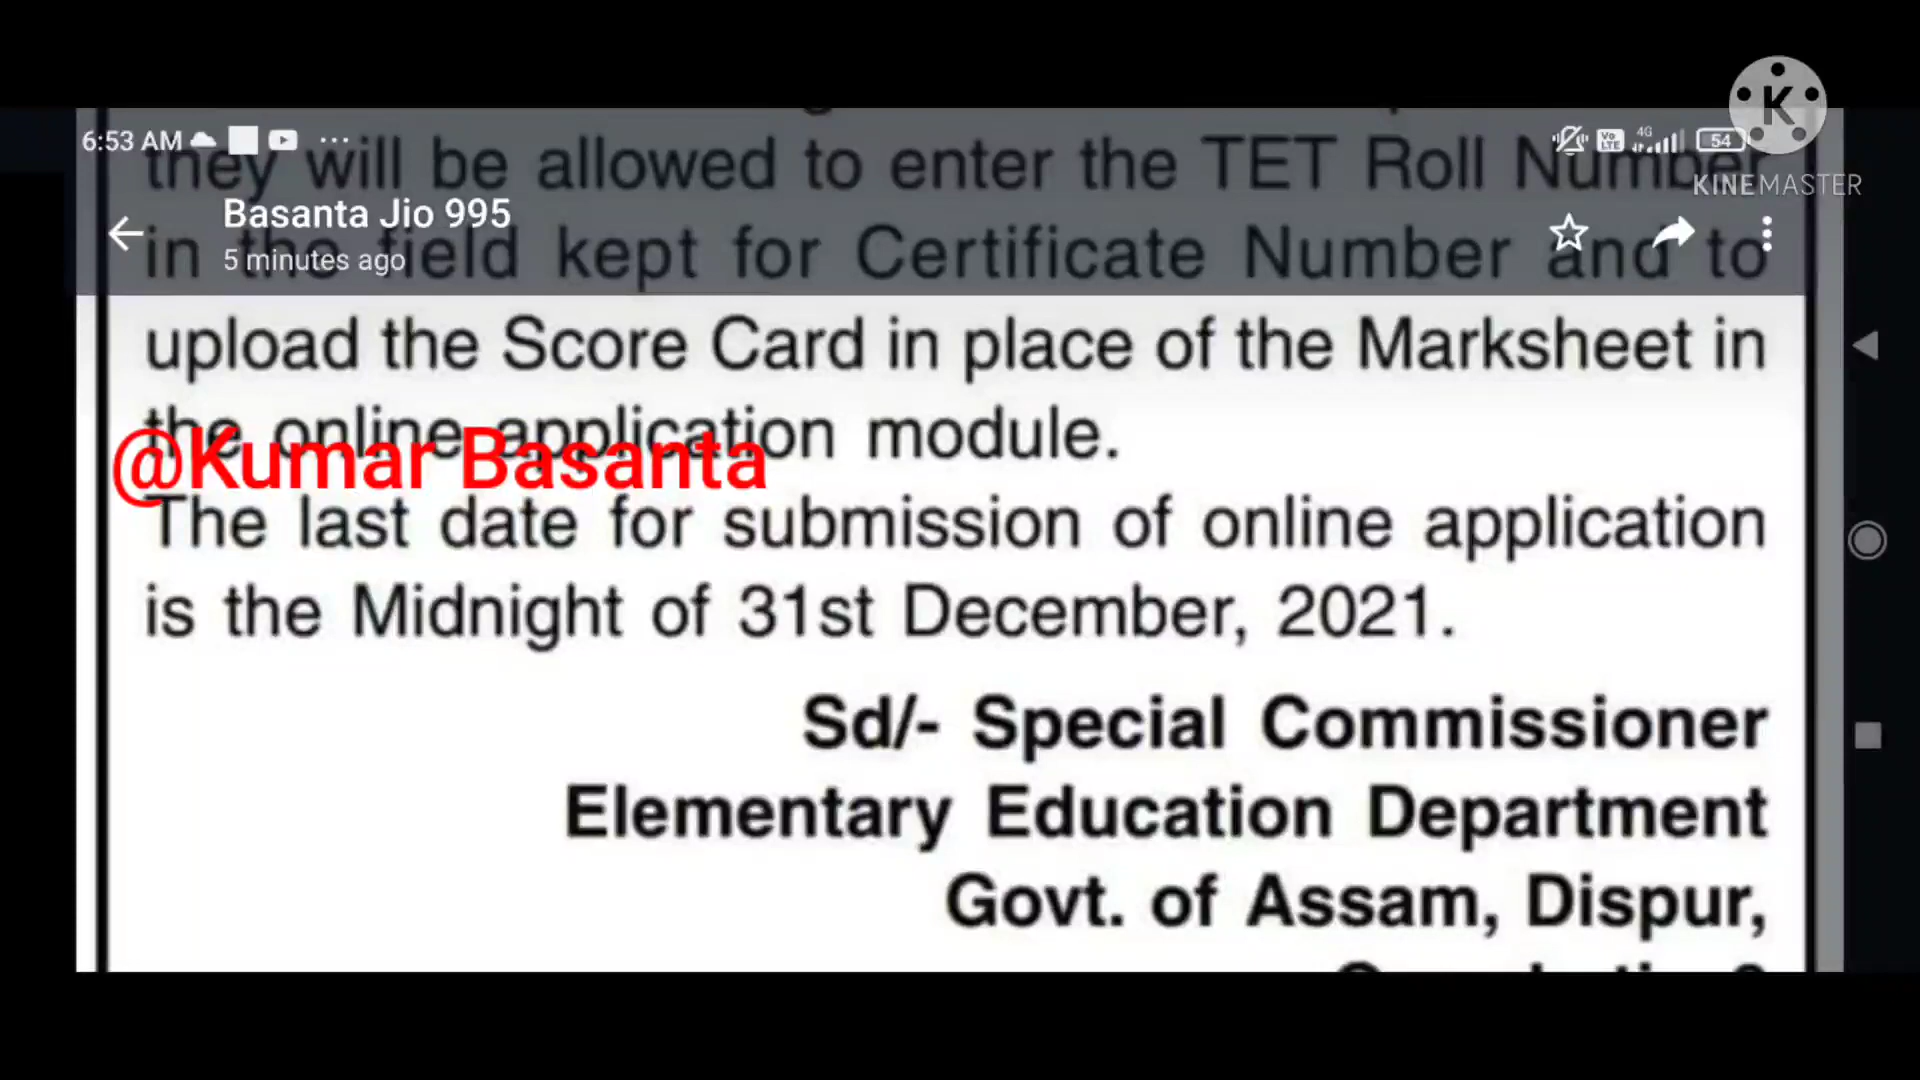 6:53 AM
4G
54
K
KINEMASTER
they will be allowed to enter the TET Roll Number
Basanta Jio 995
5 minutes ago
in the field kept for Certificate Number and to
upload the Score Card in place of the Marksheet in
the online application module.
@Kumar Basanta
The last date for submission of online application
is the Midnight of 31st December, 2021.
Sd/- Special Commissioner
Elementary Education Department
Govt. of Assam, Dispur,